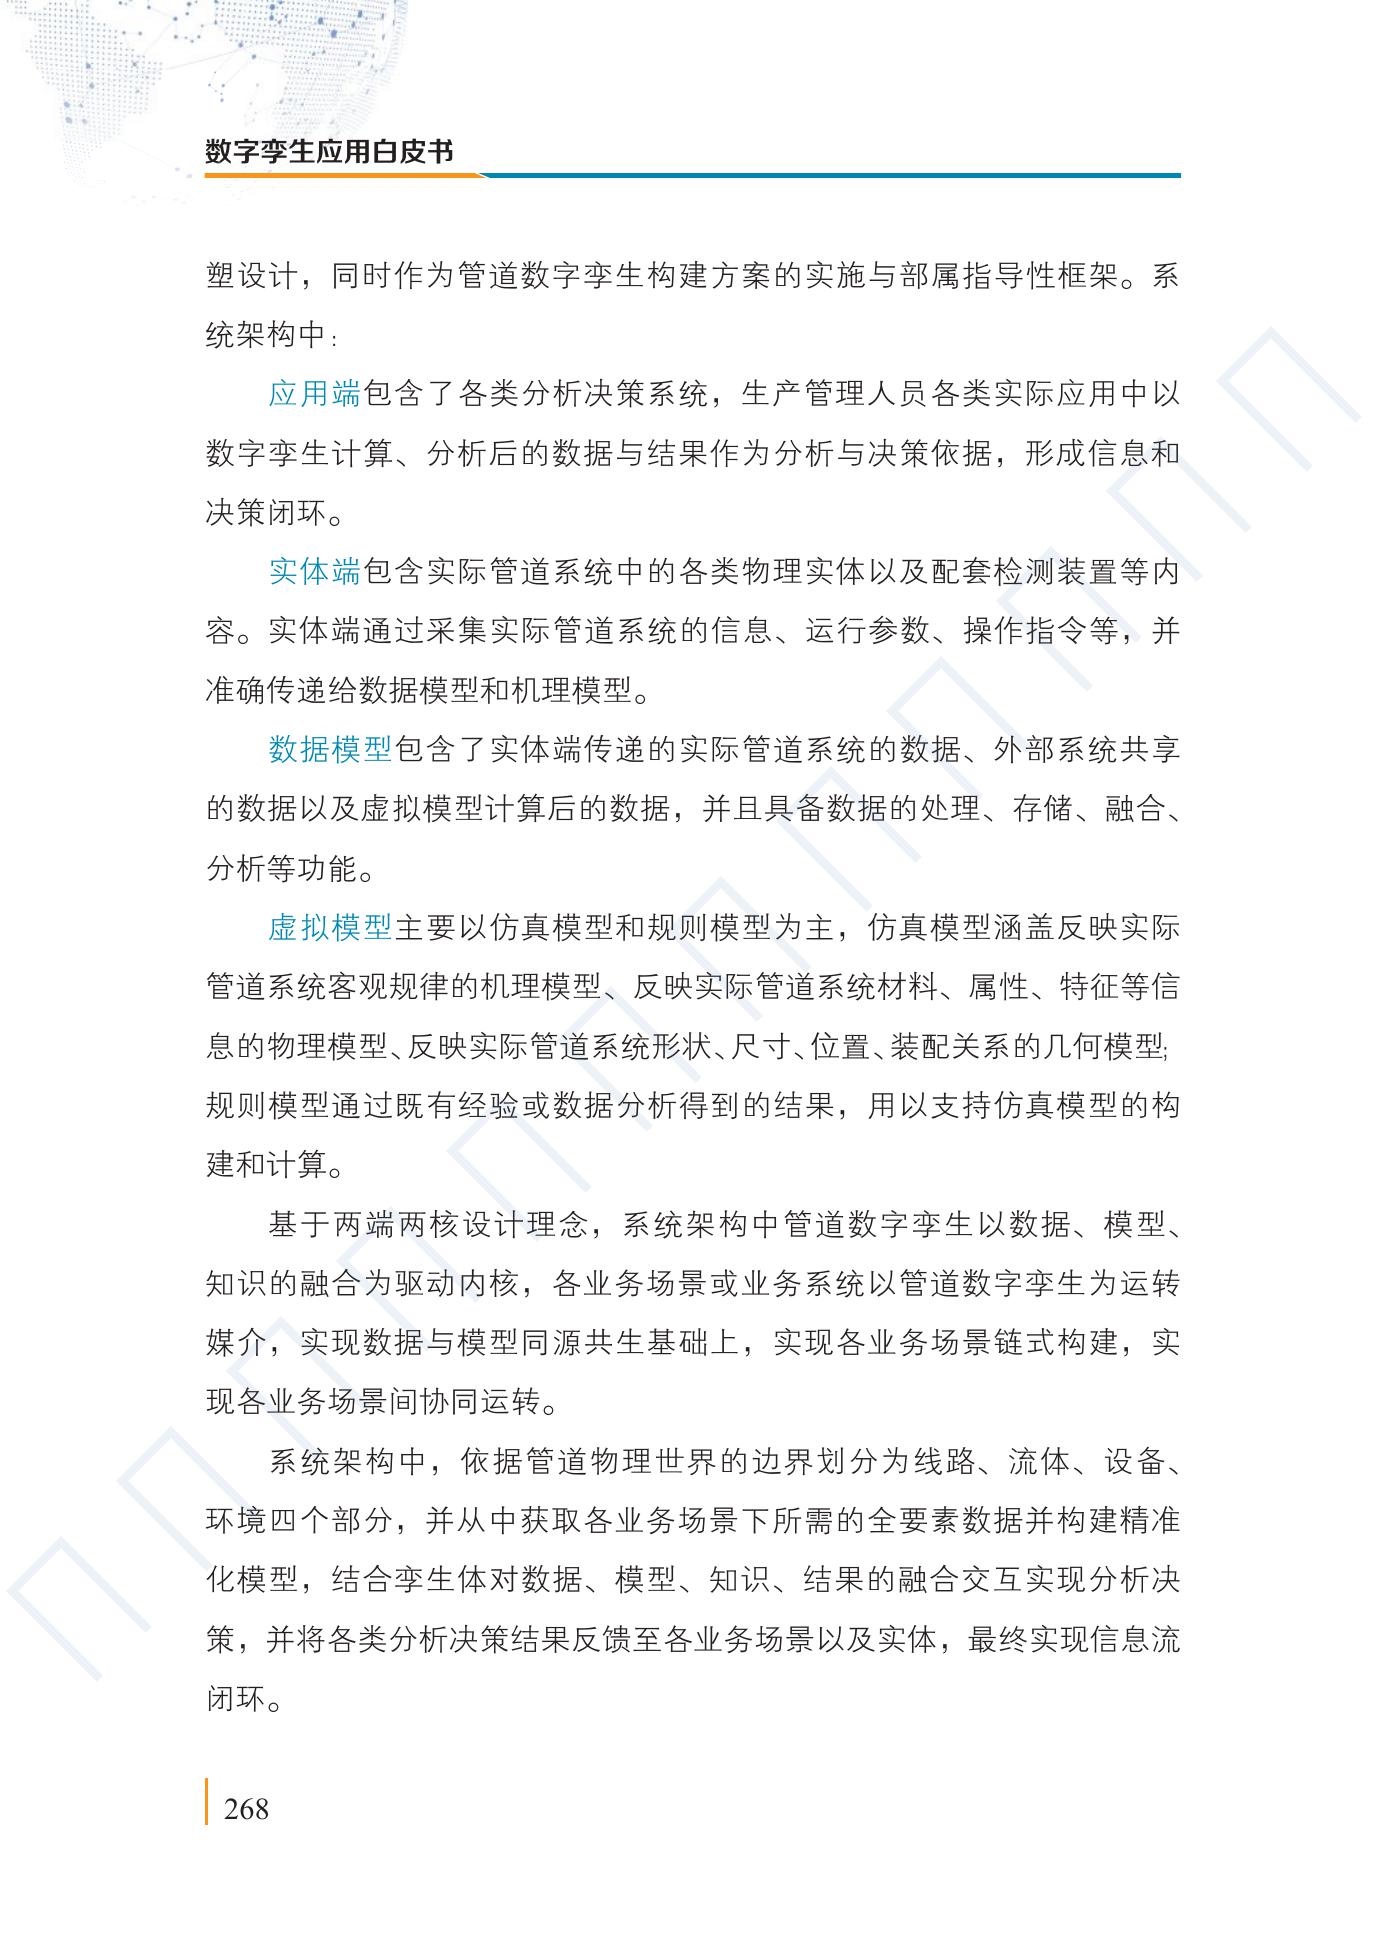 数字孪生应用白皮书
塑设计，同时作为管道数字孪生构建方案的实施与部属指导性框架。系
统架构中：
应用端包含了各类分析决策系统，生产管理人员各类实际应用中以
数字孪生计算、分析后的数据与结果作为分析与决策依据，形成信息和
决策闭环。
实体端包含实际管道系统中的各类物理实体以及配套检测装置等内
容。实体端通过采集实际管道系统的信息、运行参数、操作指令等，并
准确传递给数据模型和机理模型。
数据模型包含了实体端传递的实际管道系统的数据、外部系统共享
的数据以及虚拟模型计算后的数据，并且具备数据的处理、存储、融合、
分析等功能。
虚拟模型主要以仿真模型和规则模型为主，仿真模型涵盖反映实际
管道系统客观规律的机理模型、反映实际管道系统材料、属性、特征等信
息的物理模型、反映实际管道系统形状、尺寸、位置、装配关系的几何模型；
规则模型通过既有经验或数据分析得到的结果，用以支持仿真模型的构
建和计算。
基于两端两核设计理念，系统架构中管道数字孪生以数据、模型、
知识的融合为驱动内核，各业务场景或业务系统以管道数字孪生为运转
媒介，实现数据与模型同源共生基础上，实现各业务场景链式构建，实
现各业务场景间协同运转。
系统架构中，依据管道物理世界的边界划分为线路、流体、设备、
环境四个部分，并从中获取各业务场景下所需的全要素数据并构建精准
化模型，结合孪生体对数据、模型、知识、结果的融合交互实现分析决
策，并将各类分析决策结果反馈至各业务场景以及实体，最终实现信息流
闭环。
268